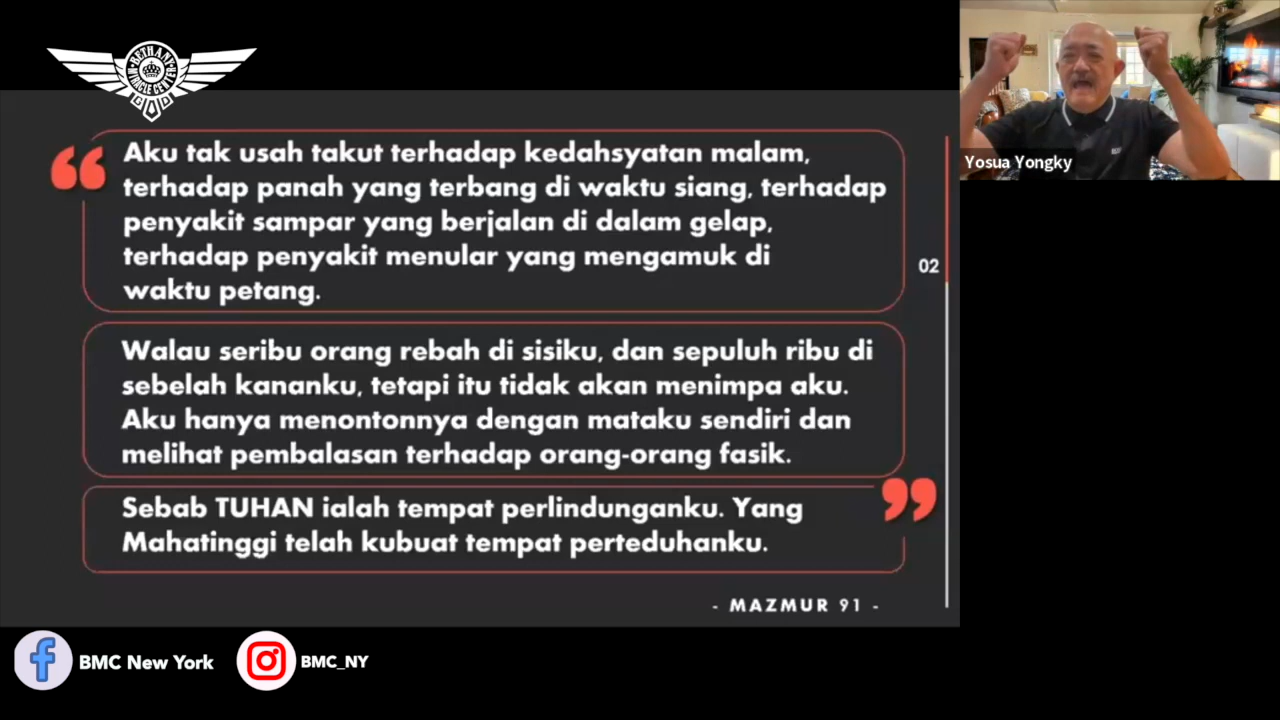 BETHANY
MIRACLE CENTER
Yosua Yongky
Aku tak usah takut terhadap kedahsyatan malam,
terhadap panah yang terbang di waktu siang, terhadap
penyakit sampar yang berjalan di dalam gelap,
terhadap penyakit menular yang mengamuk di
waktu petang.
02
Walau seribu orang rebah di sisiku, dan sepuluh ribu di
sebelah kananku, tetapi itu tidak akan menimpa aku.
Aku hanya menontonnya dengan mataku sendiri dan
melihat pembalasan terhadap orang-orang fasik.
Sebab TUHAN ialah tempat perlindunganku. Yang
Mahatinggi telah kubuat tempat perteduhanku.
- MAZMUR 91 -
BMC New York
BMC_NY